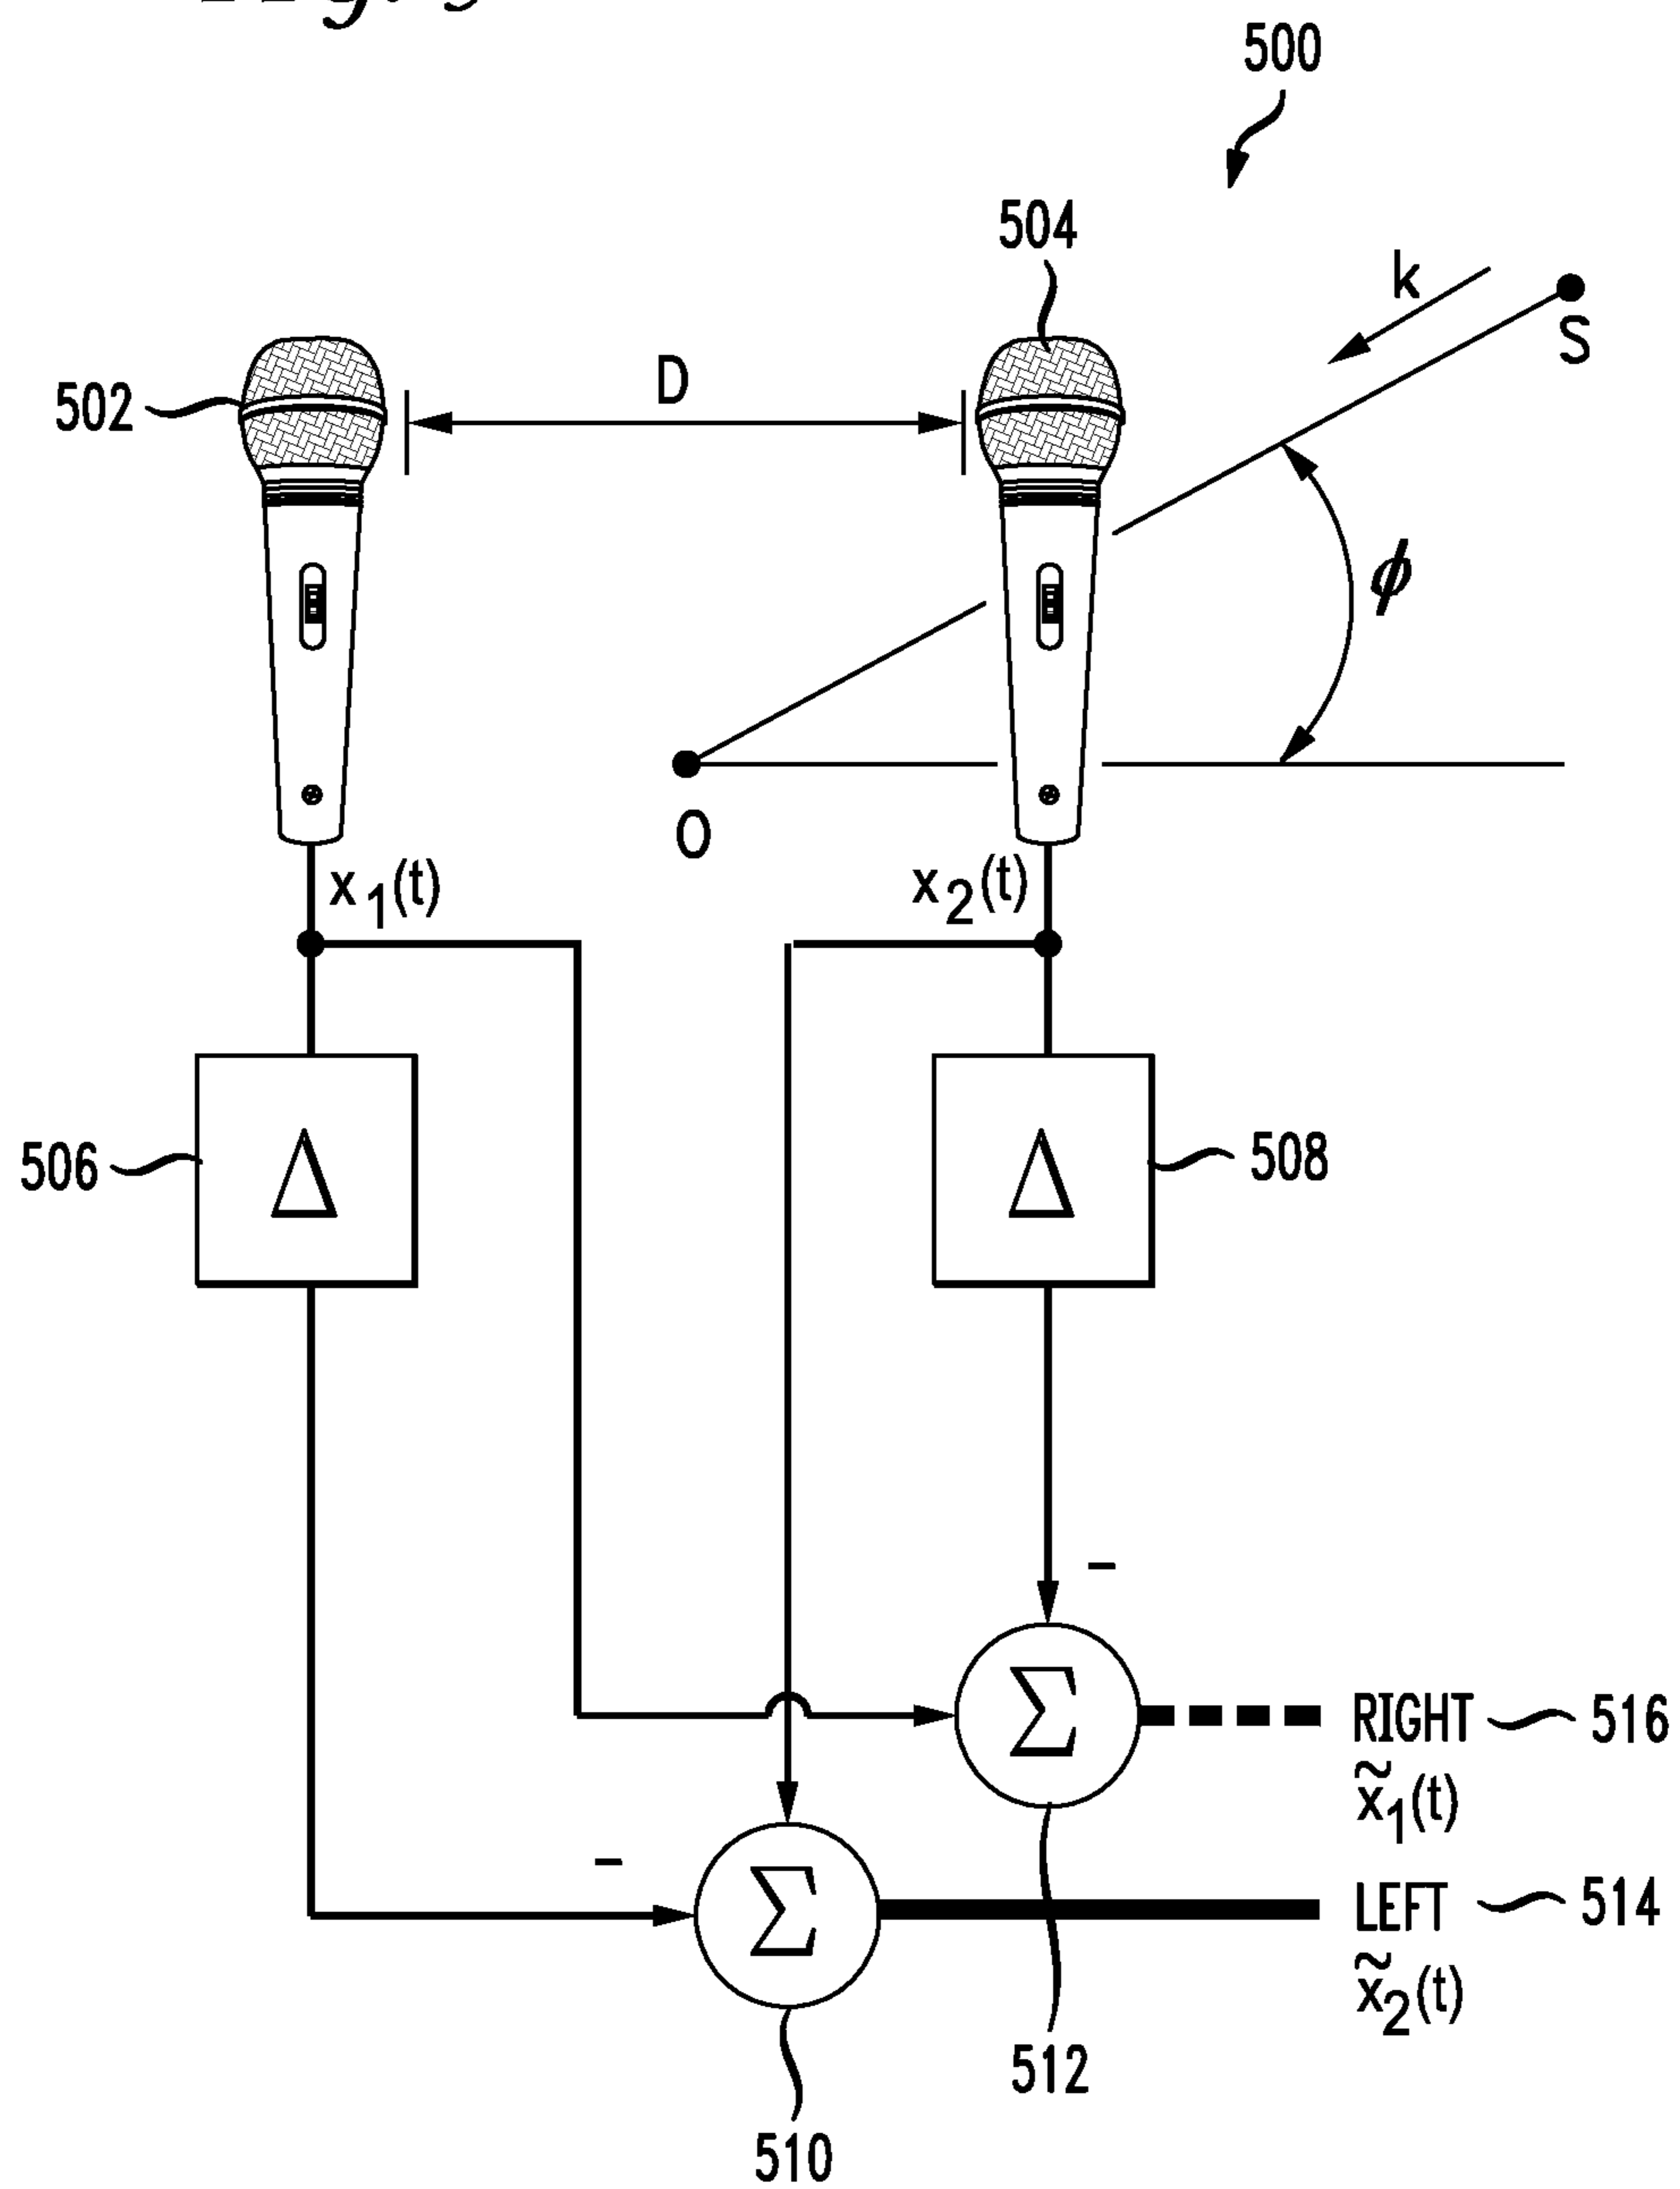 500
504
k
S
502
D
ϕ
O
x1(t)
x2(t)
506
Δ
Δ
508
−
Σ
RIGHT
516
x̃1(t)
−
Σ
LEFT
514
x̃2(t)
512
510